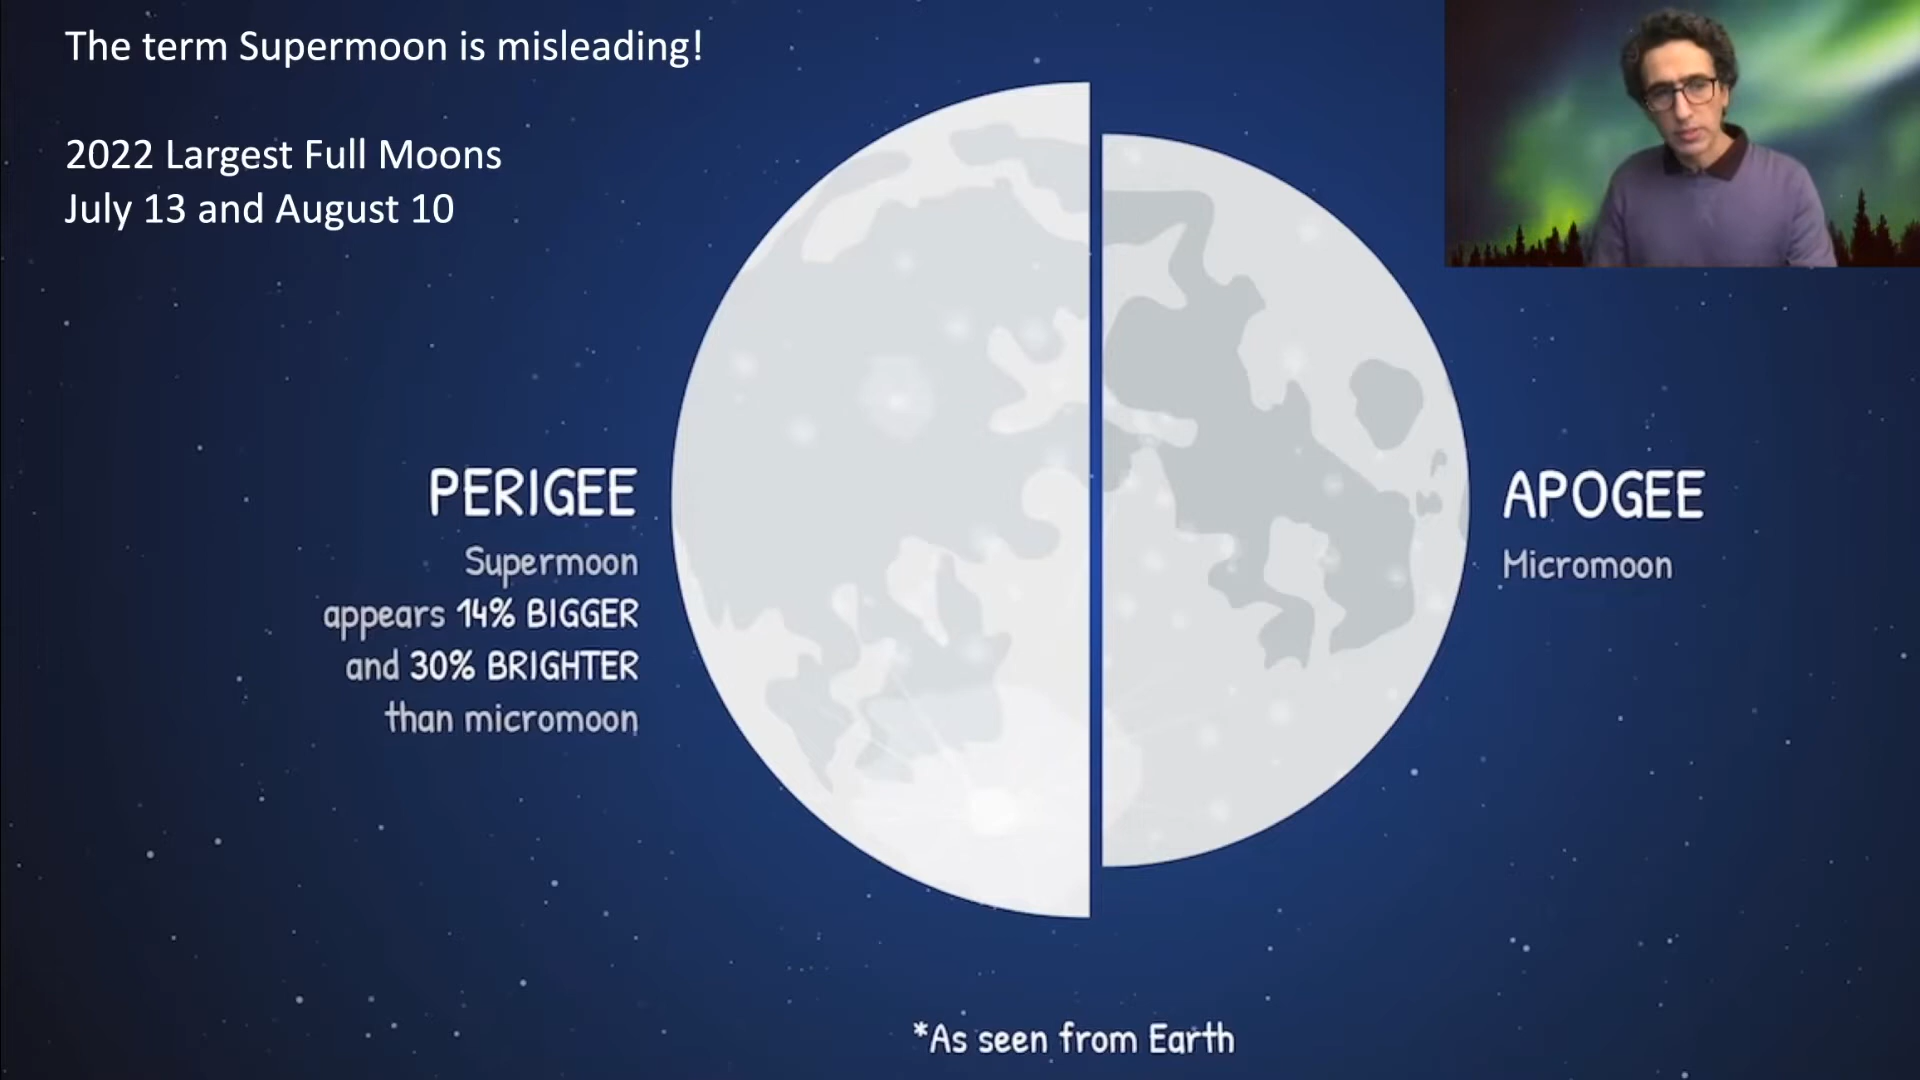 The term Supermoon is misleading!
2022 Largest Full Moons
July 13 and August 10
PERIGEE
Supermoon
appears 14% BIGGER
and 30% BRIGHTER
than micromoon
APOGEE
Micromoon
*As seen from Earth